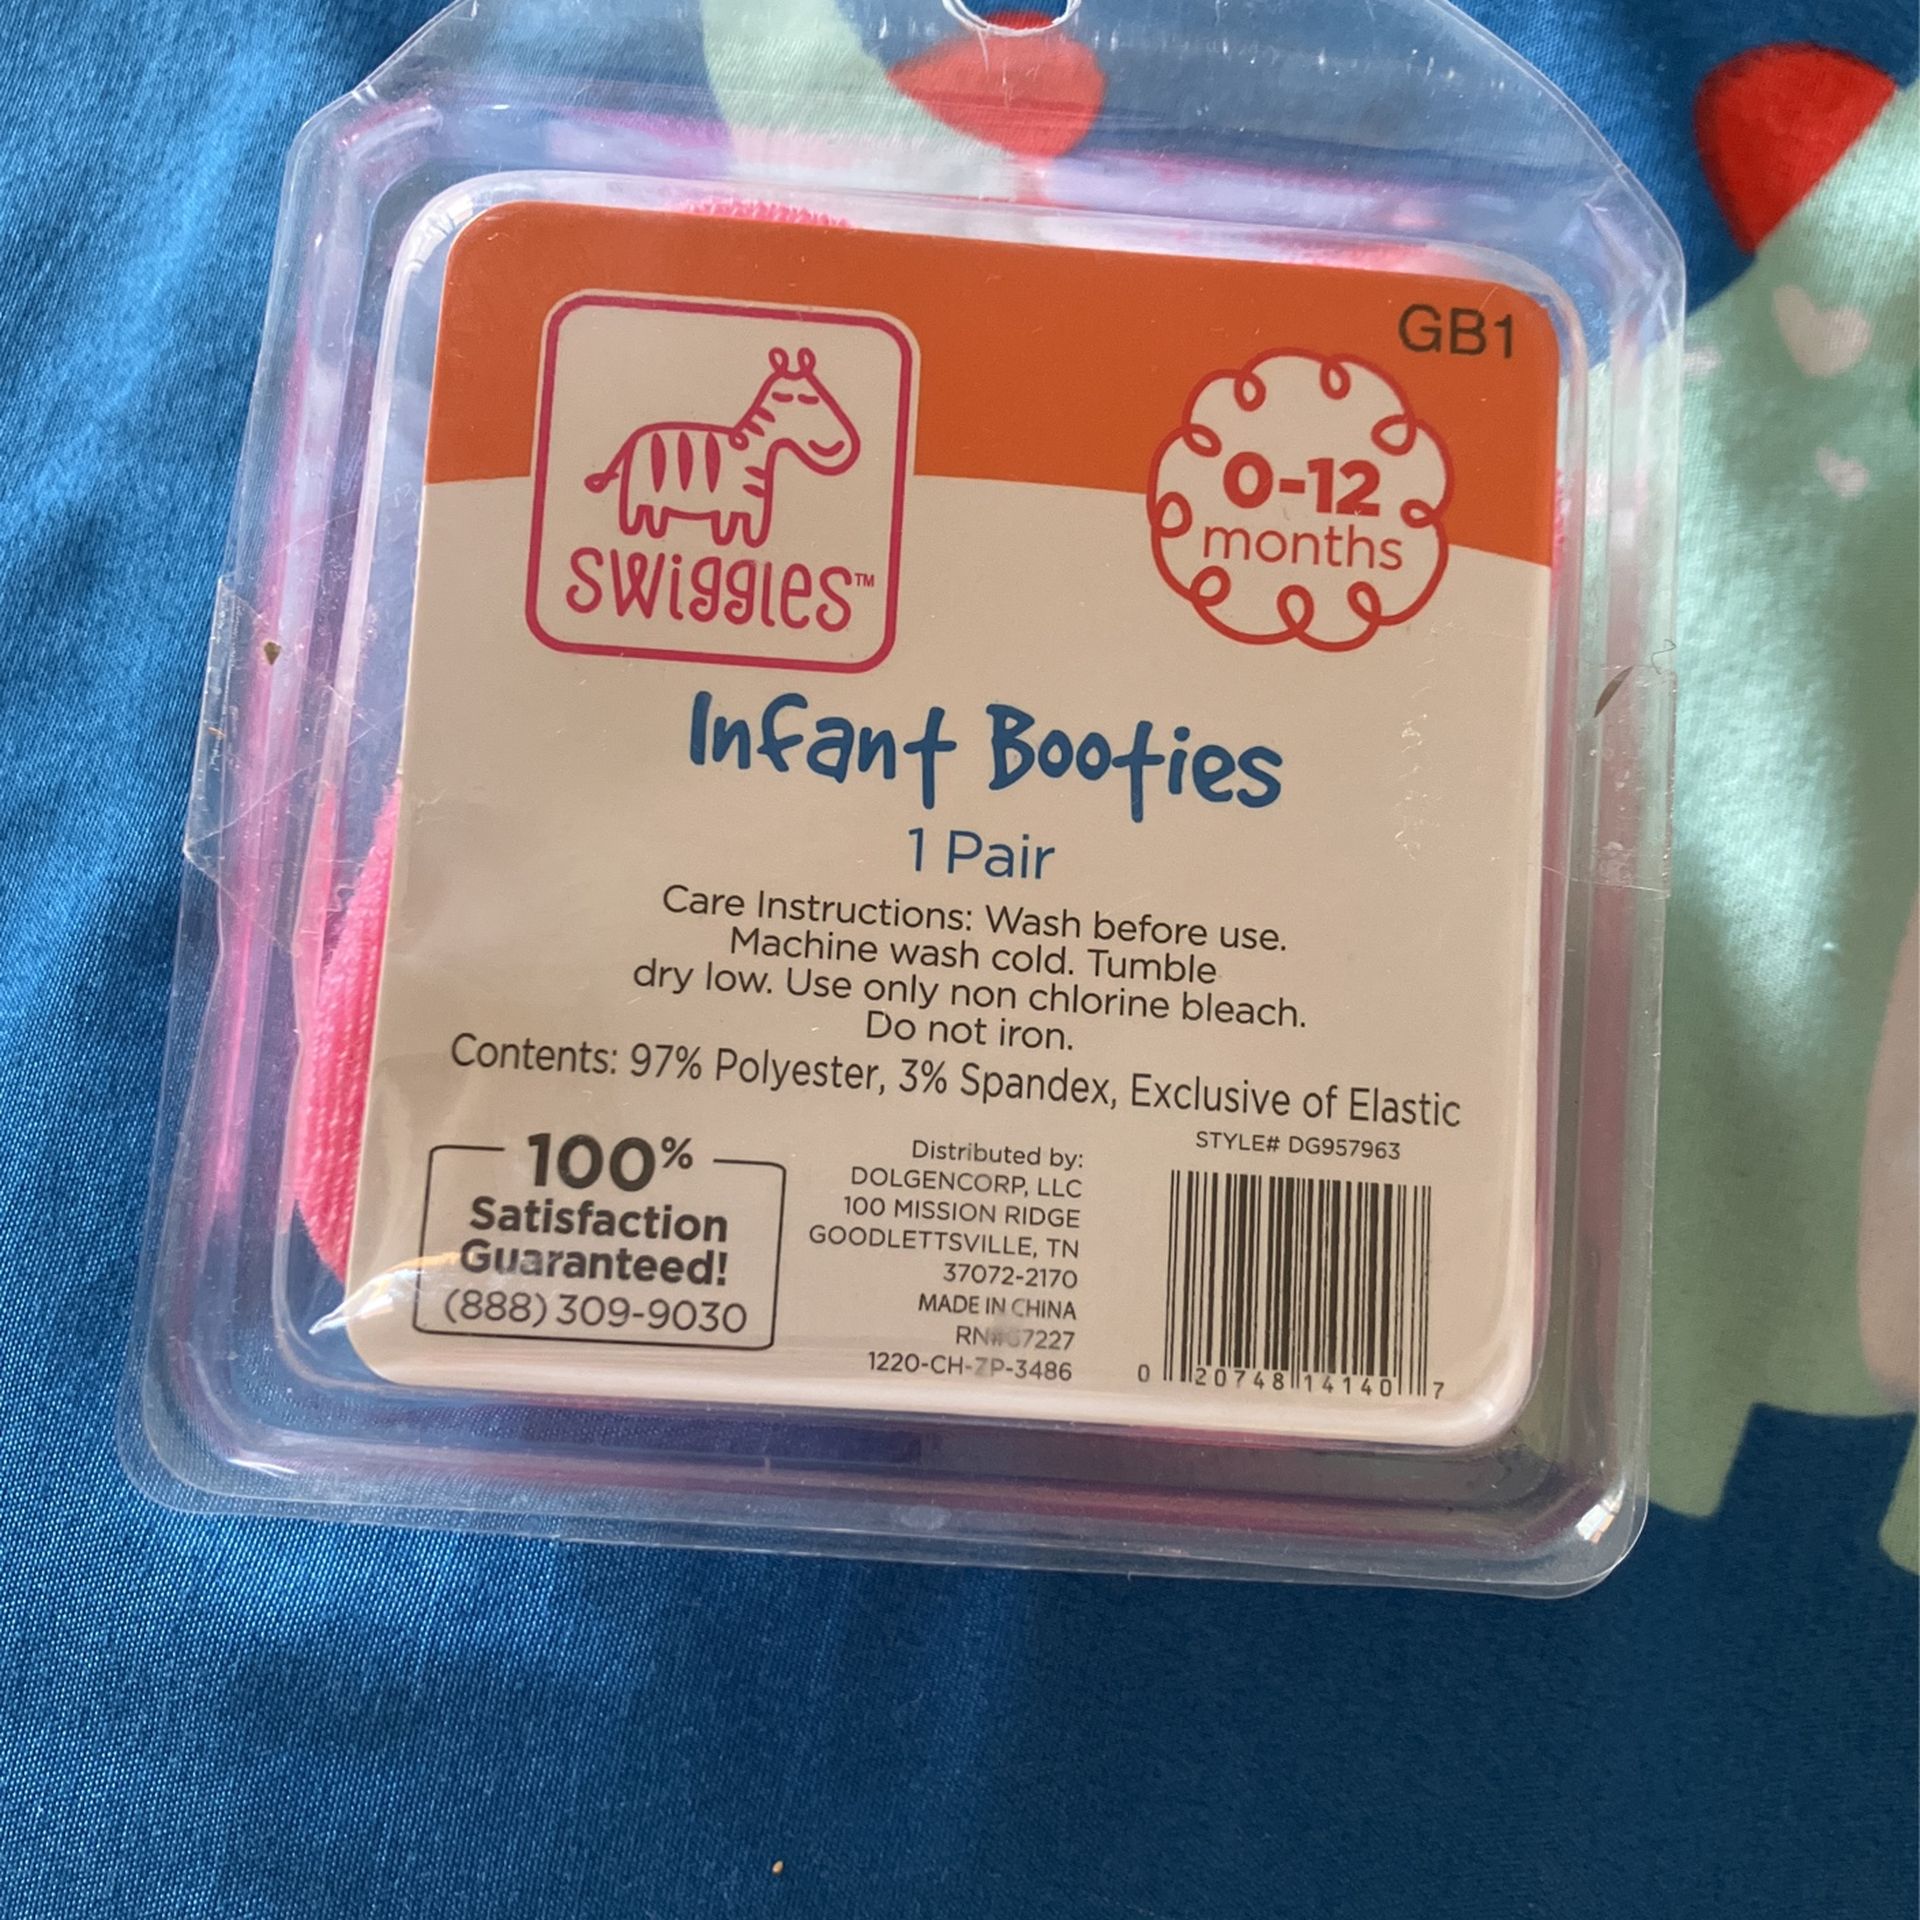 GB1
SWiggles™
0-12
months
Infant Booties
1 Pair
Care Instructions: Wash before use.
Machine wash cold. Tumble
dry low. Use only non chlorine bleach.
Do not iron.
Contents: 97% Polyester, 3% Spandex, Exclusive of Elastic
100%
Satisfaction
Guaranteed!
(888) 309-9030
Distributed by:
DOLGENCORP, LLC
100 MISSION RIDGE
GOODLETTSVILLE, TN
37072-2170
MADE IN CHINA
1220-CH-ZP-3486
STYLE# DG957963
0 20748 14140 7